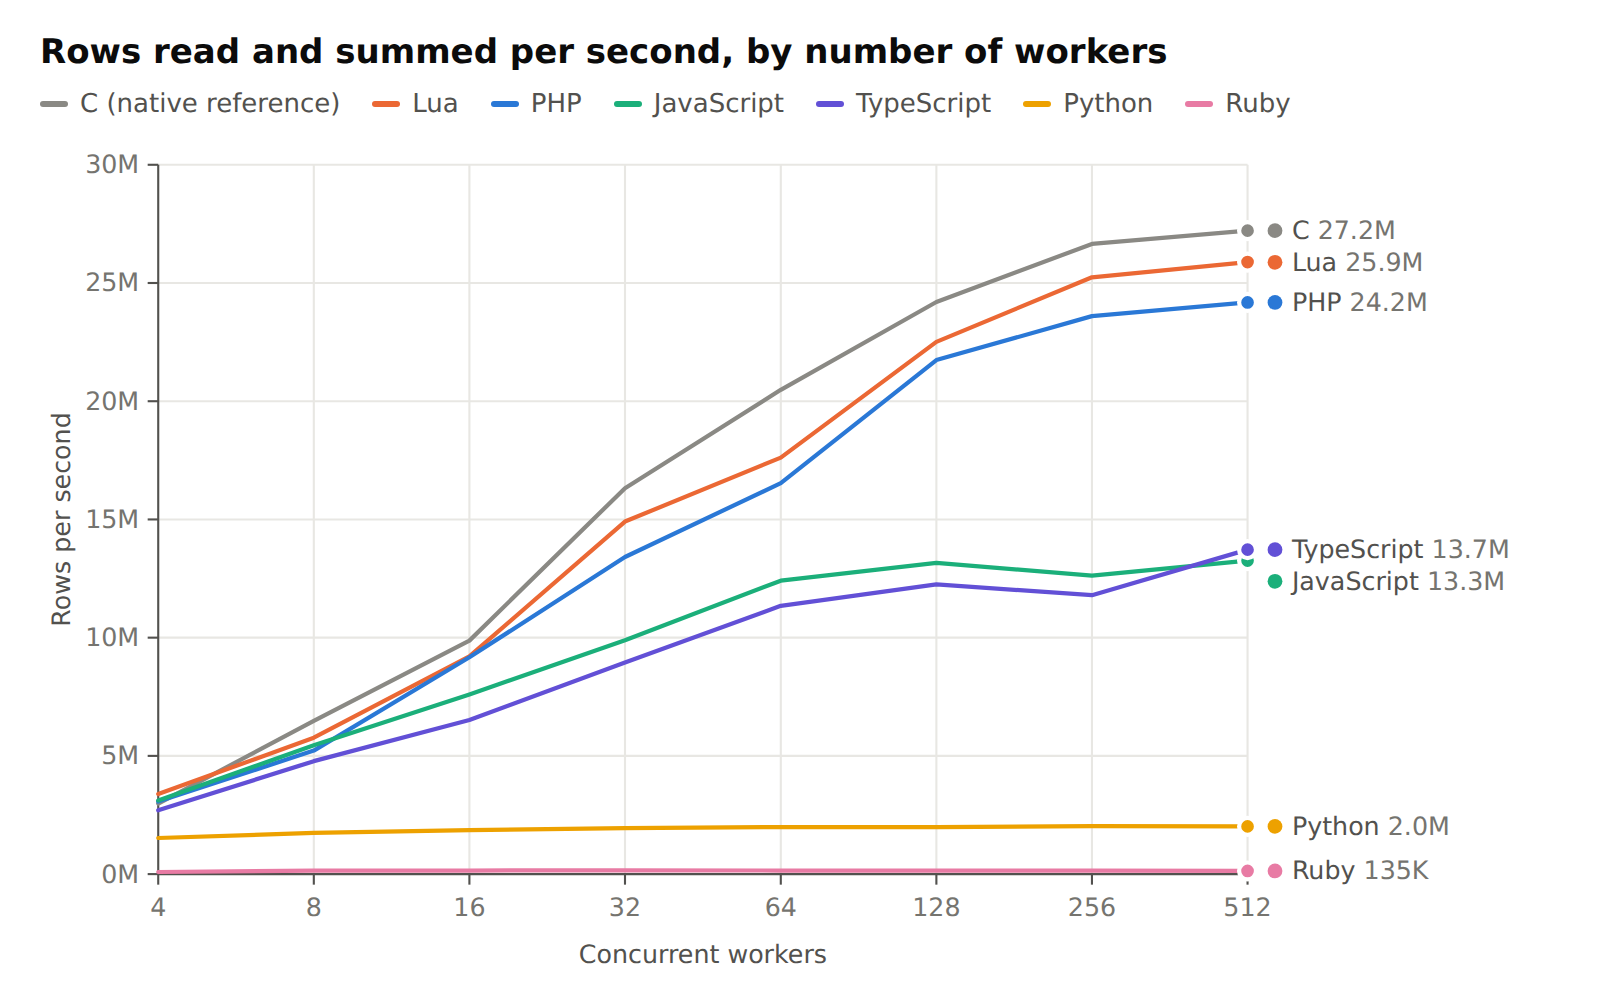 Rows read and summed per second, by number of workers
C (native reference) Lua PHP JavaScript TypeScript Python Ruby
30M
25M
20M
15M
10M
5M
0M
Rows per second
C 27.2M
Lua 25.9M
PHP 24.2M
TypeScript 13.7M
JavaScript 13.3M
Python 2.0M
Ruby 135K
4 8 16 32 64 128 256 512
Concurrent workers